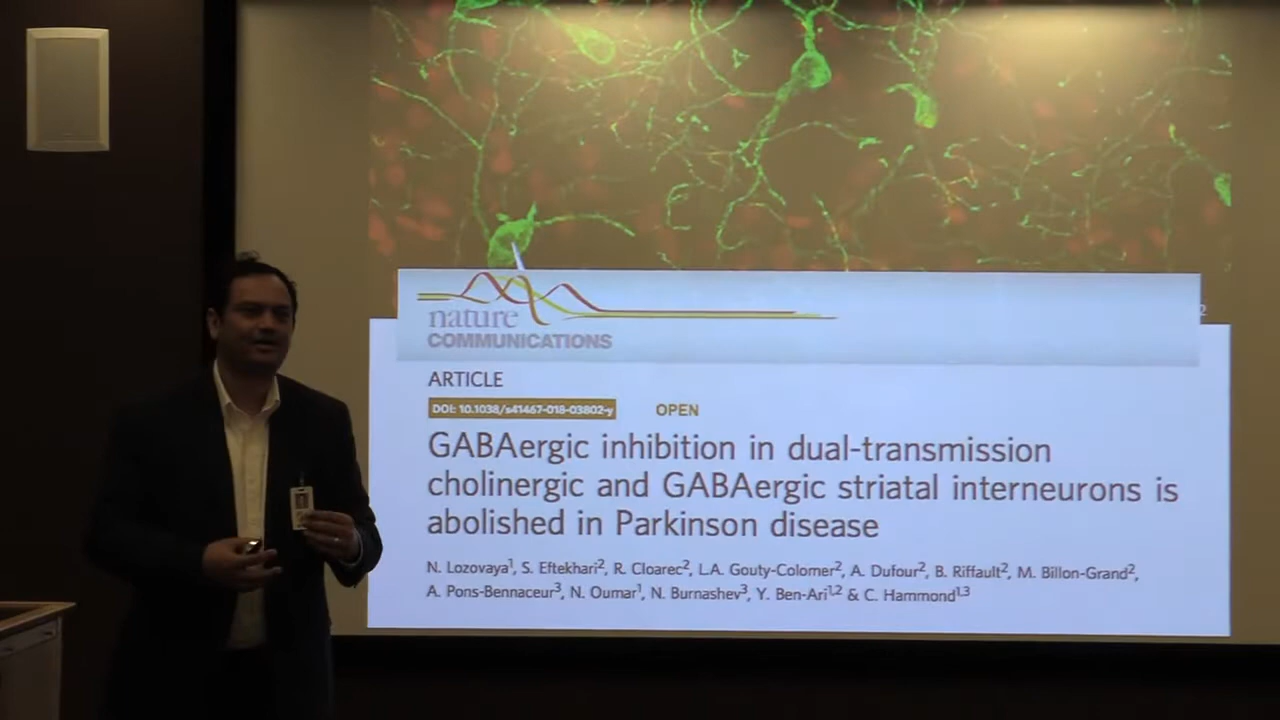 nature
COMMUNICATIONS
ARTICLE
DOI: 10.1038/s41467-018-03802-y OPEN
GABAergic inhibition in dual-transmission
cholinergic and GABAergic striatal interneurons is
abolished in Parkinson disease
N. Lozovaya1, S. Eftekhari2, R. Cloarec2, L.A. Gouty-Colomer2, A. Dufour2, B. Riffault2, M. Billon-Grand2,
A. Pons-Bennaceur3, N. Oumar1, N. Burnashev3, Y. Ben-Ari1,2 & C. Hammond1,3